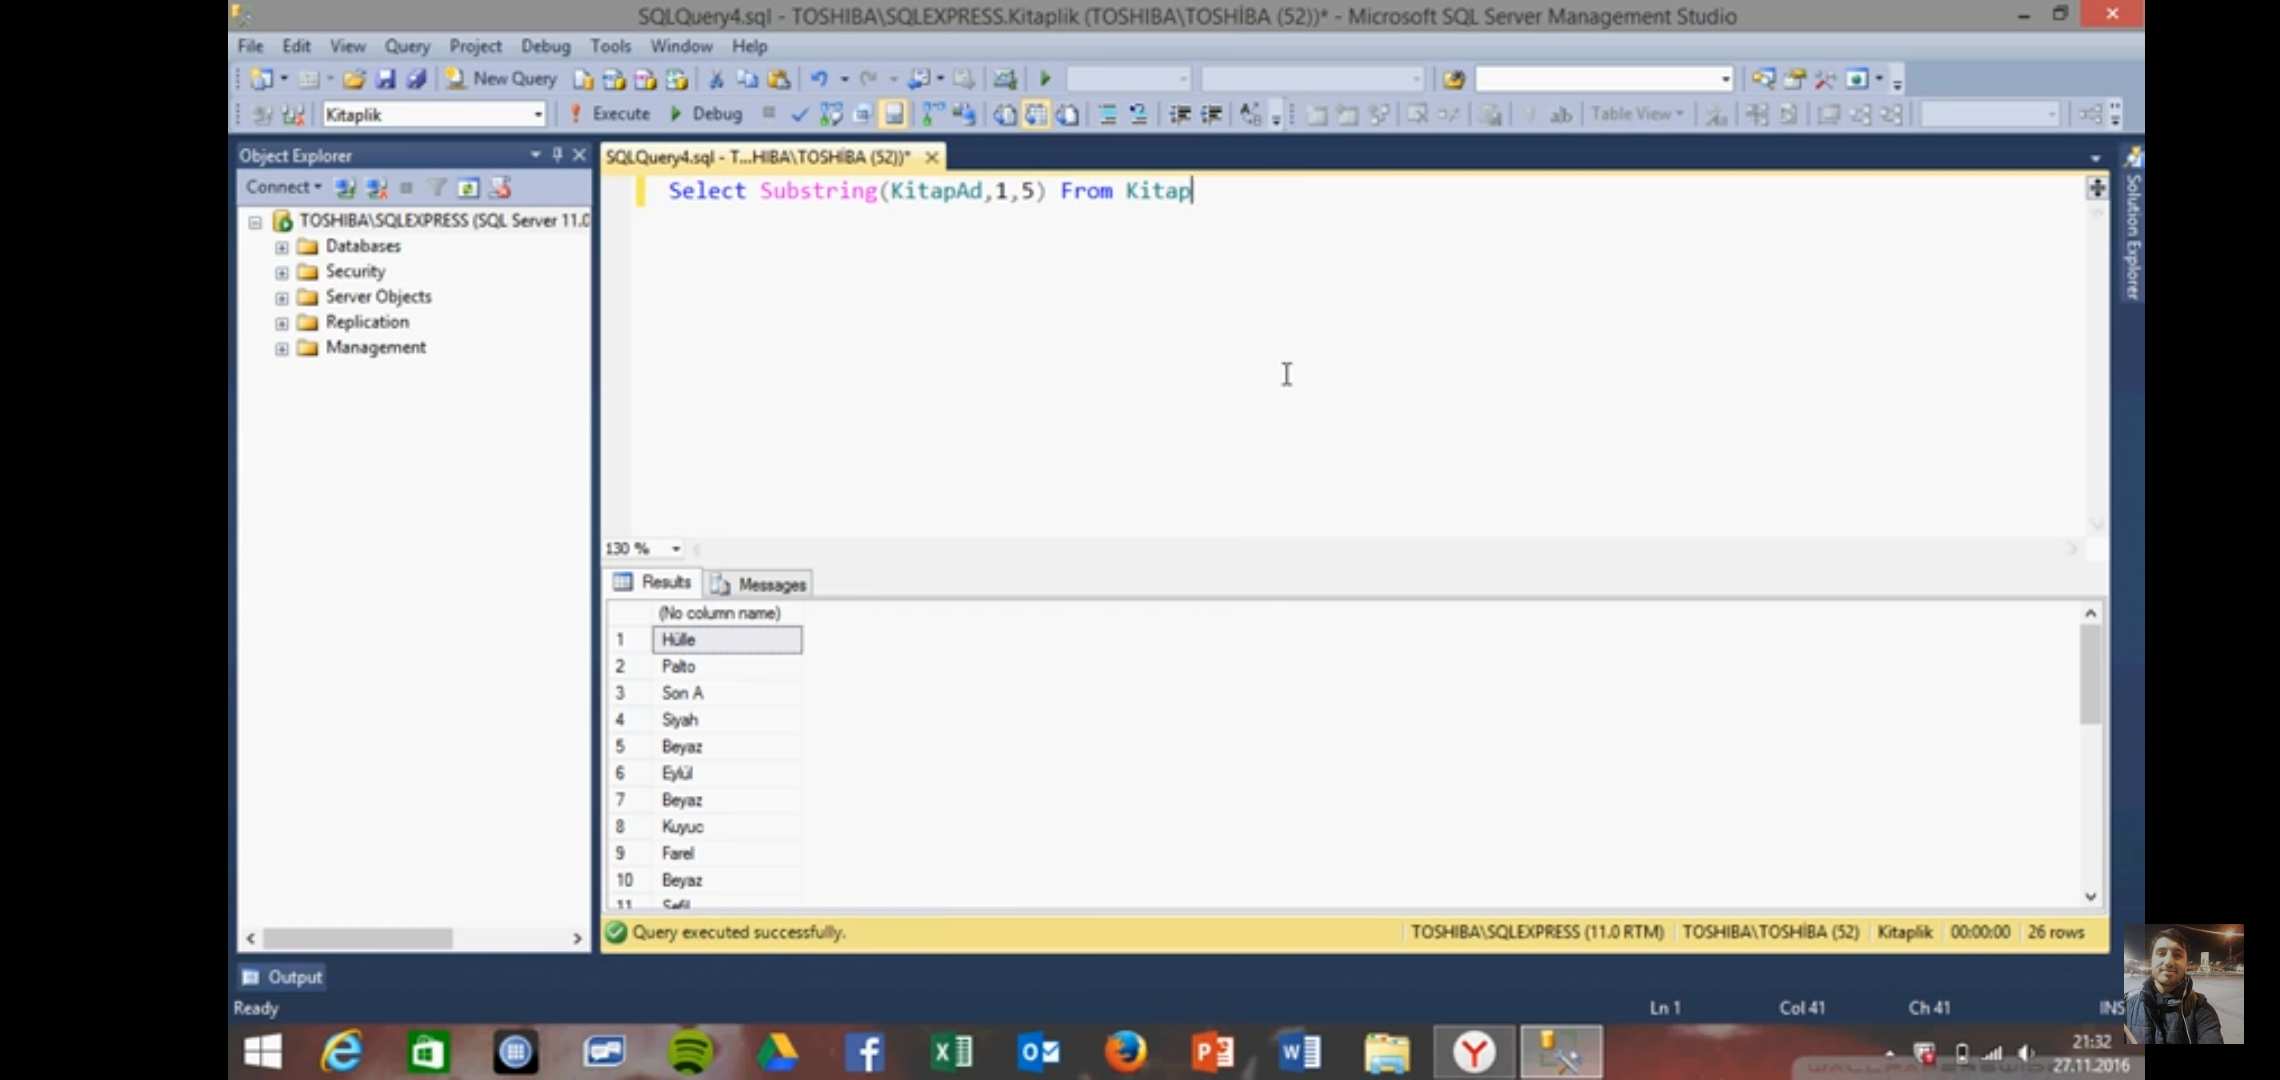 SQLQuery4.sql - TOSHIBA\SQLEXPRESS.Kitaplik (TOSHIBA\TOSHİBA (52))* - Microsoft SQL Server Management Studio
File Edit View Query Project Debug Tools Window Help
New Query
Kitaplik Execute Debug Table View
Object Explorer
SQLQuery4.sql - T...HIBA\TOSHİBA (52))*
Connect
Select Substring(KitapAd,1,5) From Kitap
TOSHIBA\SQLEXPRESS (SQL Server 11.0
Databases
Security
Server Objects
Replication
Management
Solution Explorer
130 %
Results Messages
(No column name)
1 Hülle
2 Palto
3 Son A
4 Siyah
5 Beyaz
6 Eylül
7 Beyaz
8 Kuyuc
9 Farel
10 Beyaz
11 Sefil
Query executed successfully. TOSHIBA\SQLEXPRESS (11.0 RTM) TOSHIBA\TOSHİBA (52) Kitaplik 00:00:00 26 rows
Output
Ready Ln 1 Col 41 Ch 41 INS
21:32
27.11.2016